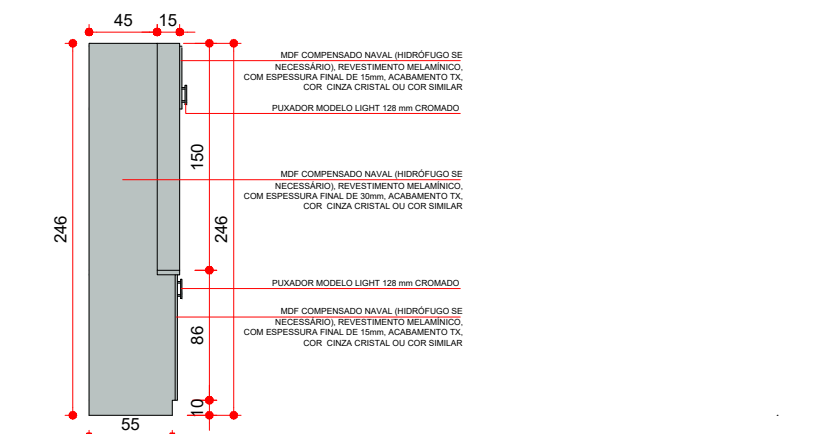 45 15
MDF COMPENSADO NAVAL (HIDRÓFUGO SE
NECESSÁRIO), REVESTIMENTO MELAMÍNICO,
COM ESPESSURA FINAL DE 15mm, ACABAMENTO TX,
COR CINZA CRISTAL OU COR SIMILAR
PUXADOR MODELO LIGHT 128 mm CROMADO
150
MDF COMPENSADO NAVAL (HIDRÓFUGO SE
NECESSÁRIO), REVESTIMENTO MELAMÍNICO,
COM ESPESSURA FINAL DE 30mm, ACABAMENTO TX,
COR CINZA CRISTAL OU COR SIMILAR
246
246
PUXADOR MODELO LIGHT 128 mm CROMADO
MDF COMPENSADO NAVAL (HIDRÓFUGO SE
NECESSÁRIO), REVESTIMENTO MELAMÍNICO,
COM ESPESSURA FINAL DE 15mm, ACABAMENTO TX,
COR CINZA CRISTAL OU COR SIMILAR
86
10
55